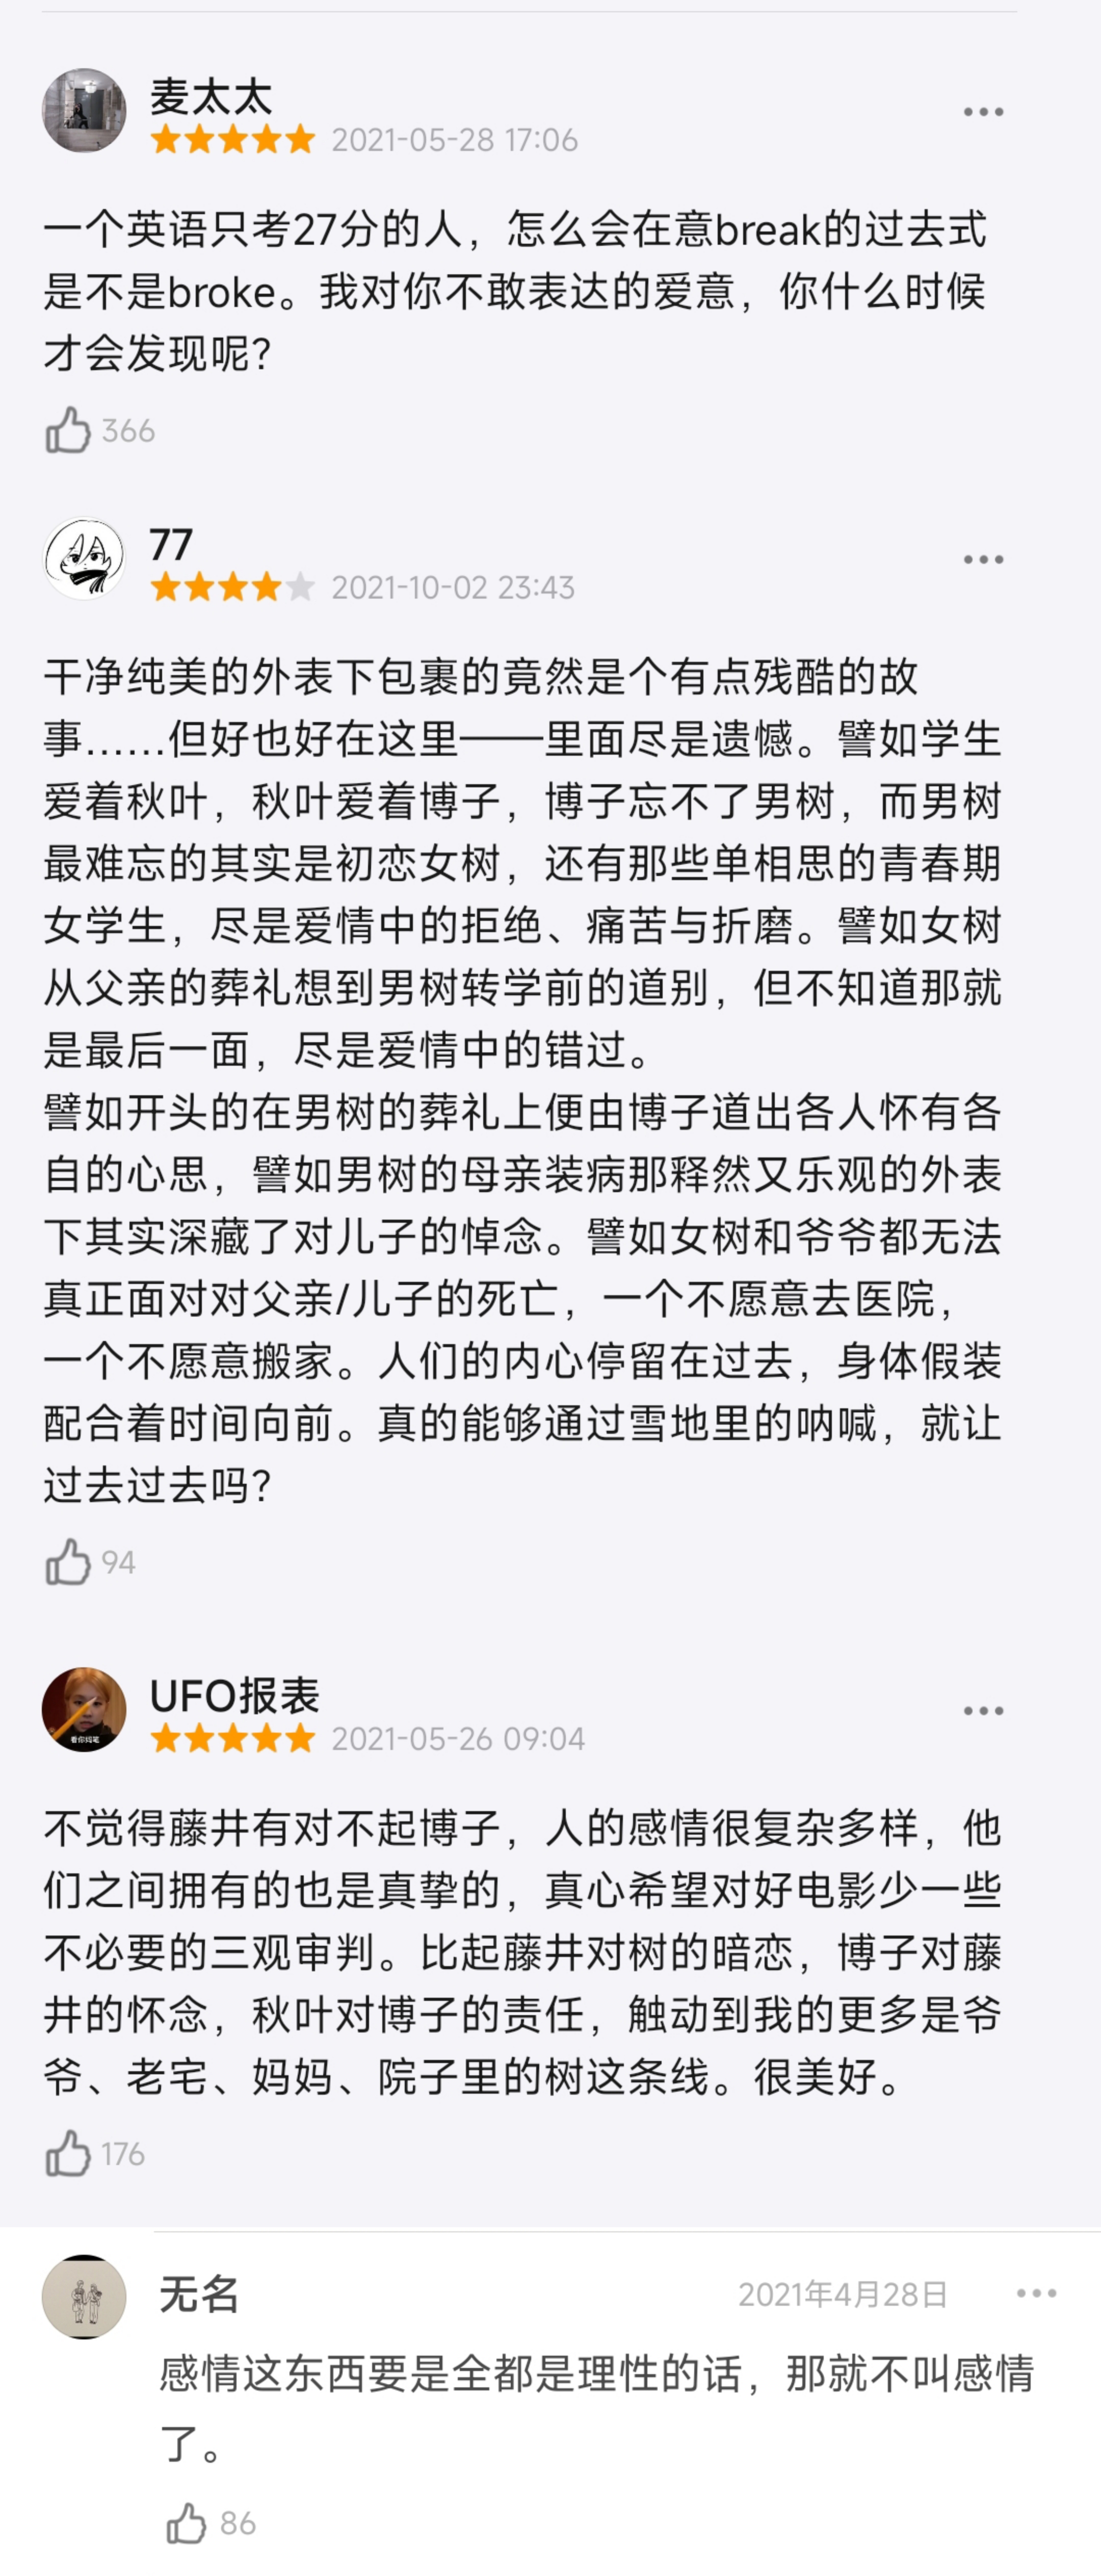 麦太太
2021-05-28 17:06
一个英语只考27分的人，怎么会在意break的过去式
是不是broke。我对你不敢表达的爱意，你什么时候
才会发现呢？
366
77
2021-10-02 23:43
干净纯美的外表下包裹的竟然是个有点残酷的故
事……但好也好在这里——里面尽是遗憾。譬如学生
爱着秋叶，秋叶爱着博子，博子忘不了男树，而男树
最难忘的其实是初恋女树，还有那些单相思的青春期
女学生，尽是爱情中的拒绝、痛苦与折磨。譬如女树
从父亲的葬礼想到男树转学前的道别，但不知道那就
是最后一面，尽是爱情中的错过。
譬如开头的在男树的葬礼上便由博子道出各人怀有各
自的心思，譬如男树的母亲装病那释然又乐观的外表
下其实深藏了对儿子的悼念。譬如女树和爷爷都无法
真正面对对父亲/儿子的死亡，一个不愿意去医院，
一个不愿意搬家。人们的内心停留在过去，身体假装
配合着时间向前。真的能够通过雪地里的呐喊，就让
过去过去吗？
94
看你妈笔
UFO报表
2021-05-26 09:04
不觉得藤井有对不起博子，人的感情很复杂多样，他
们之间拥有的也是真挚的，真心希望对好电影少一些
不必要的三观审判。比起藤井对树的暗恋，博子对藤
井的怀念，秋叶对博子的责任，触动到我的更多是爷
爷、老宅、妈妈、院子里的树这条线。很美好。
176
无名
2021年4月28日
感情这东西要是全都是理性的话，那就不叫感情
了。
86